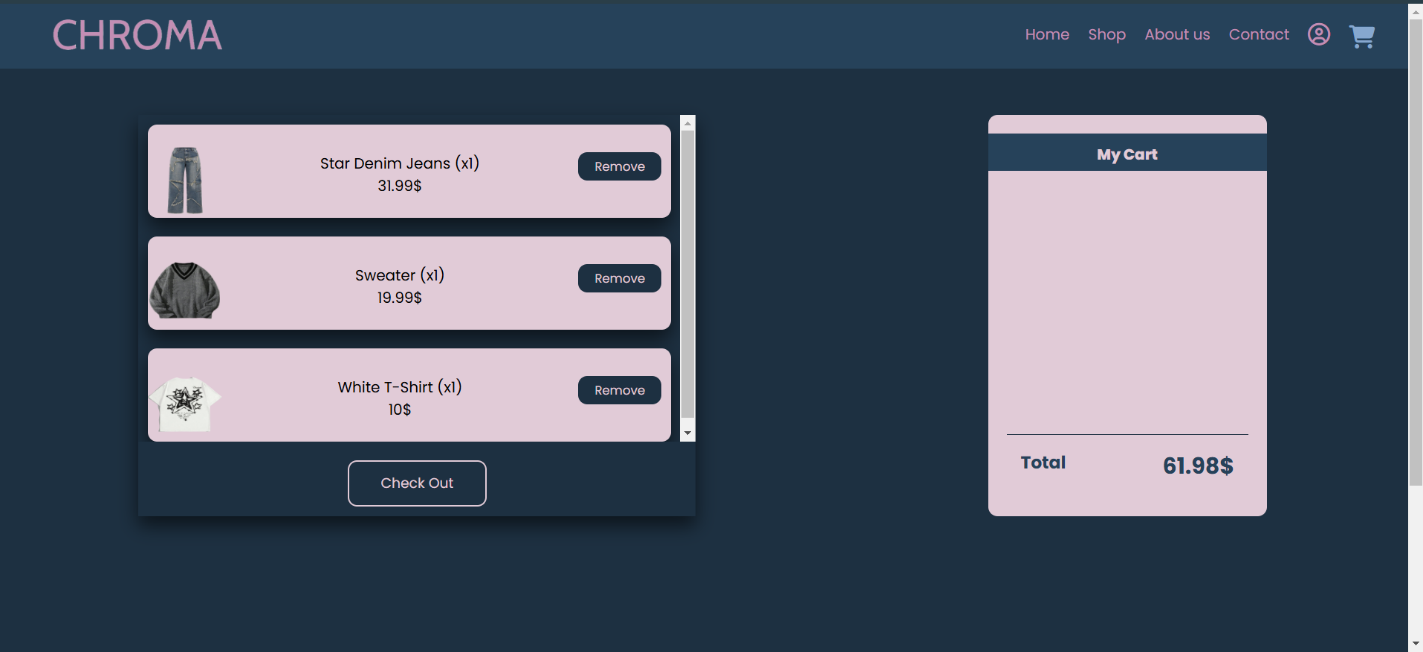 CHROMA
Home Shop About us Contact
Star Denim Jeans (x1)
31.99$
Remove
Sweater (x1)
19.99$
Remove
White T-Shirt (x1)
10$
Remove
Check Out
My Cart
Total 61.98$